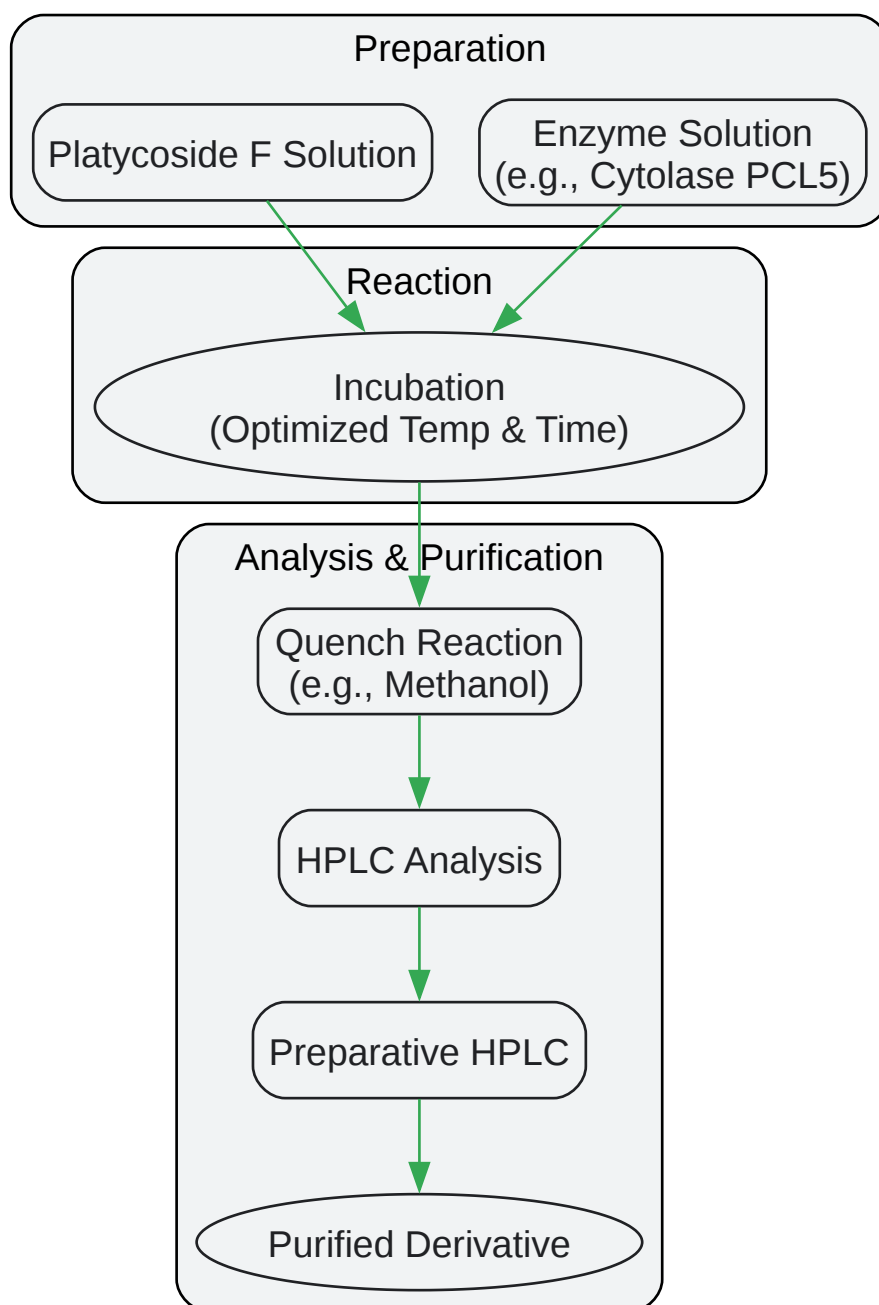 Preparation
Platycoside F Solution
Enzyme Solution
(e.g., Cytolase PCL5)
Reaction
Incubation
(Optimized Temp & Time)
Analysis & Purification
Quench Reaction
(e.g., Methanol)
HPLC Analysis
Preparative HPLC
Purified Derivative